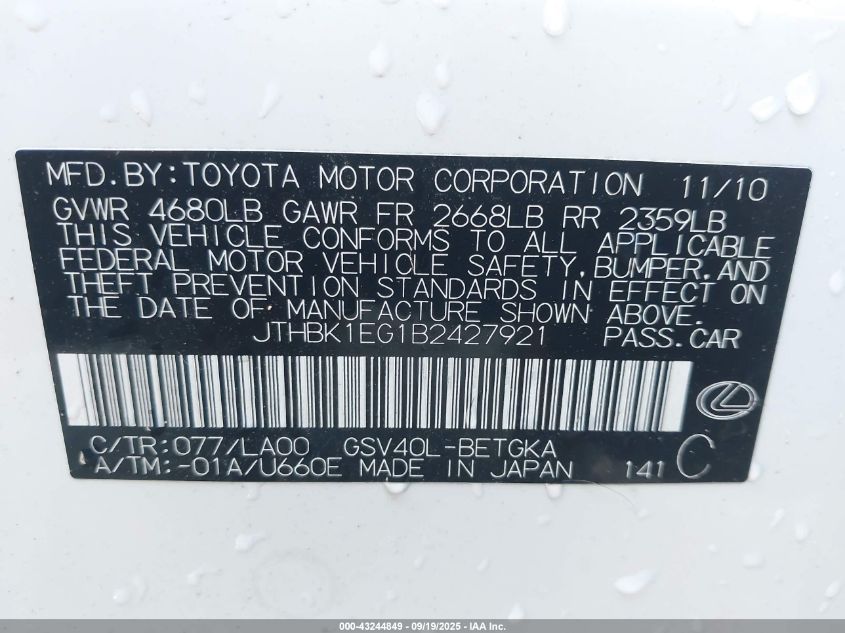 MFD.BY:TOYOTA MOTOR CORPORATION 11/10
GVWR 4680LB GAWR FR 2668LB RR 2359LB
THIS VEHICLE CONFORMS TO ALL APPLICABLE
FEDERAL MOTOR VEHICLE SAFETY, BUMPER, AND
THEFT PREVENTION STANDARDS IN EFFECT ON
THE DATE OF MANUFACTURE SHOWN ABOVE.
JTHBK1EG1B2427921 PASS.CAR
C/TR:077/LA00 GSV40L-BETGKA
A/TM:-01A/U660E MADE IN JAPAN 141 C
000-43244849 - 09/19/2025 - IAA Inc.